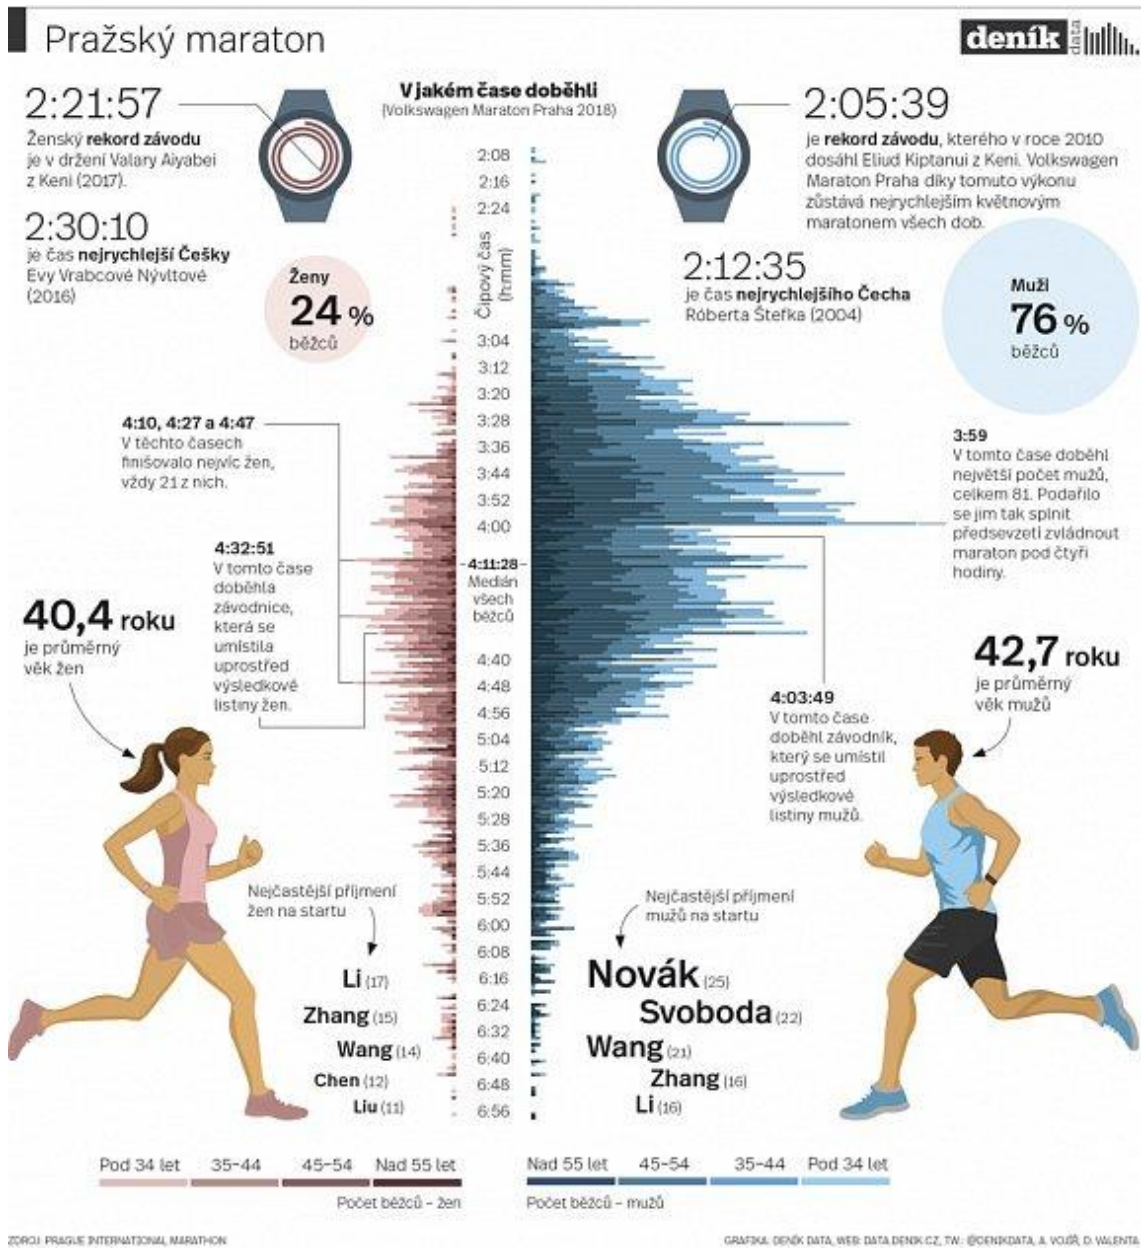 Pražský maraton
deník
data
2:21:57
Ženský rekord závodu
je v držení Valary Aiyabei
z Keni (2017).
2:30:10
je čas nejrychlejší Češky
Evy Vrabcové Nývltové
(2016)
Ženy
24 %
běžců
V jakém čase doběhli
(Volkswagen Maraton Praha 2018)
2:05:39
je rekord závodu, kterého v roce 2010
dosáhl Eliud Kiptanui z Keni. Volkswagen
Maraton Praha díky tomuto výkonu
zůstává nejrychlejším květnovým
maratonem všech dob.
2:12:35
je čas nejrychlejšího Čecha
Róberta Štefka (2004)
Muži
76 %
běžců
Čipový čas
(h:mm)
2:08
2:16
2:24
3:04
3:12
3:20
3:28
3:36
3:44
3:52
4:00
4:11:28
Medián
všech
běžců
4:40
4:48
4:56
5:04
5:12
5:20
5:28
5:36
5:44
5:52
6:00
6:08
6:16
6:24
6:32
6:40
6:48
6:56
4:10, 4:27 a 4:47
V těchto časech
finišovalo nejvíc žen,
vždy 21 z nich.
4:32:51
V tomto čase
doběhla
závodnice,
která se
umístila
uprostřed
výsledkové
listiny žen.
40,4 roku
je průměrný
věk žen
3:59
V tomto čase doběhl
největší počet mužů,
celkem 81. Podařilo
se jim tak splnit
předsevzetí zvládnout
maraton pod čtyři
hodiny.
4:03:49
V tomto čase
doběhl závodník,
který se umístil
uprostřed
výsledkové
listiny mužů.
42,7 roku
je průměrný
věk mužů
Nejčastější příjmení
žen na startu
Li (17)
Zhang (15)
Wang (14)
Chen (12)
Liu (11)
Nejčastější příjmení
mužů na startu
Novák (25)
Svoboda (22)
Wang (21)
Zhang (16)
Li (16)
Pod 34 let 35–44 45–54 Nad 55 let
Počet běžců – žen
Nad 55 let 45–54 35–44 Pod 34 let
Počet běžců – mužů
ZDROJ: PRAGUE INTERNATIONAL MARATHON
GRAFIKA: DENÍK DATA, WEB: DATA.DENIK.CZ, TW.: @DENIKDATA, A. VOJÍŘ, D. VALENTA